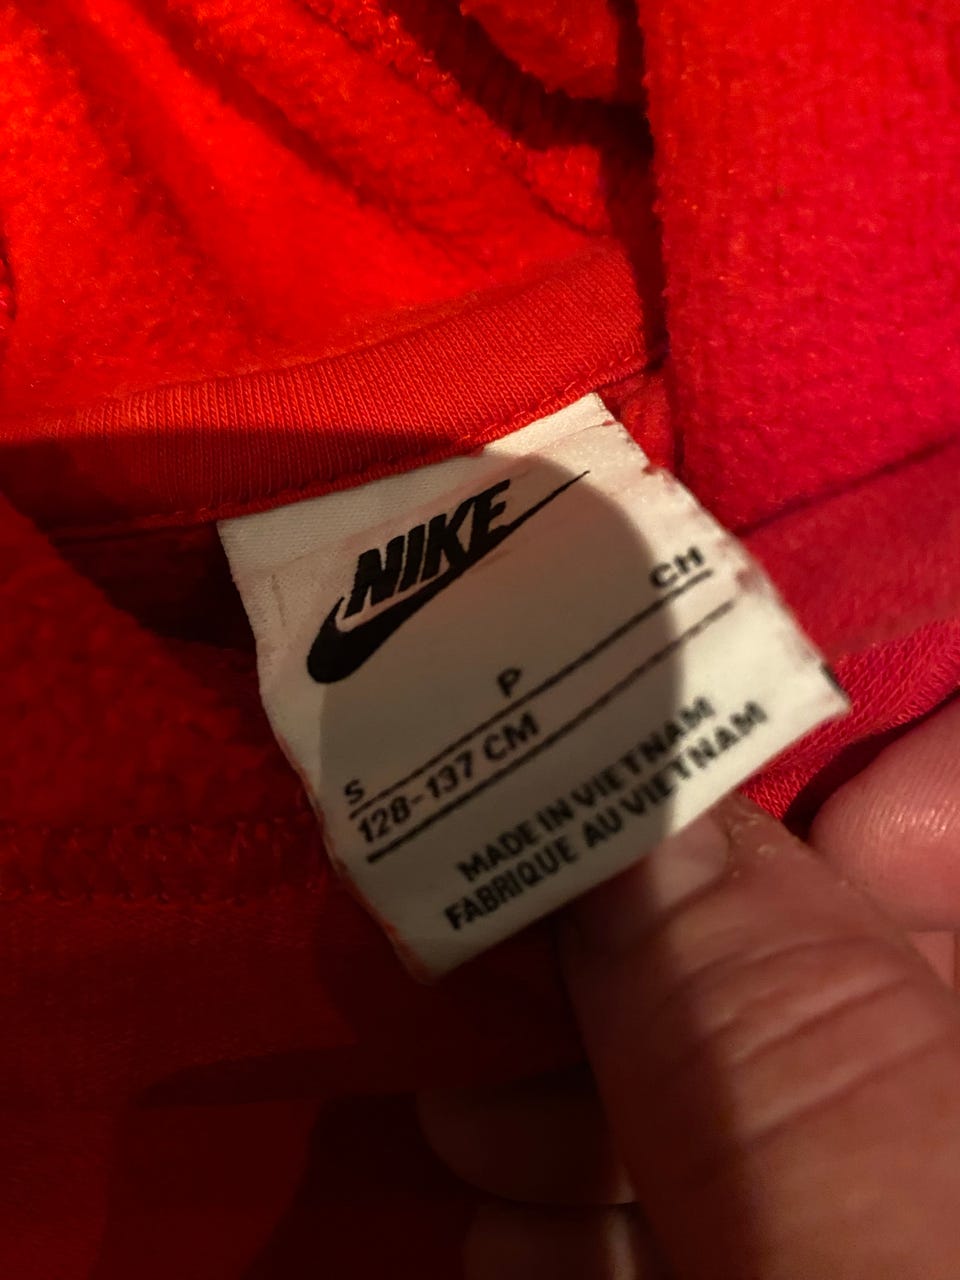 NIKE
S P CH
128-137 CM
MADE IN VIETNAM
FABRIQUE AU VIETNAM